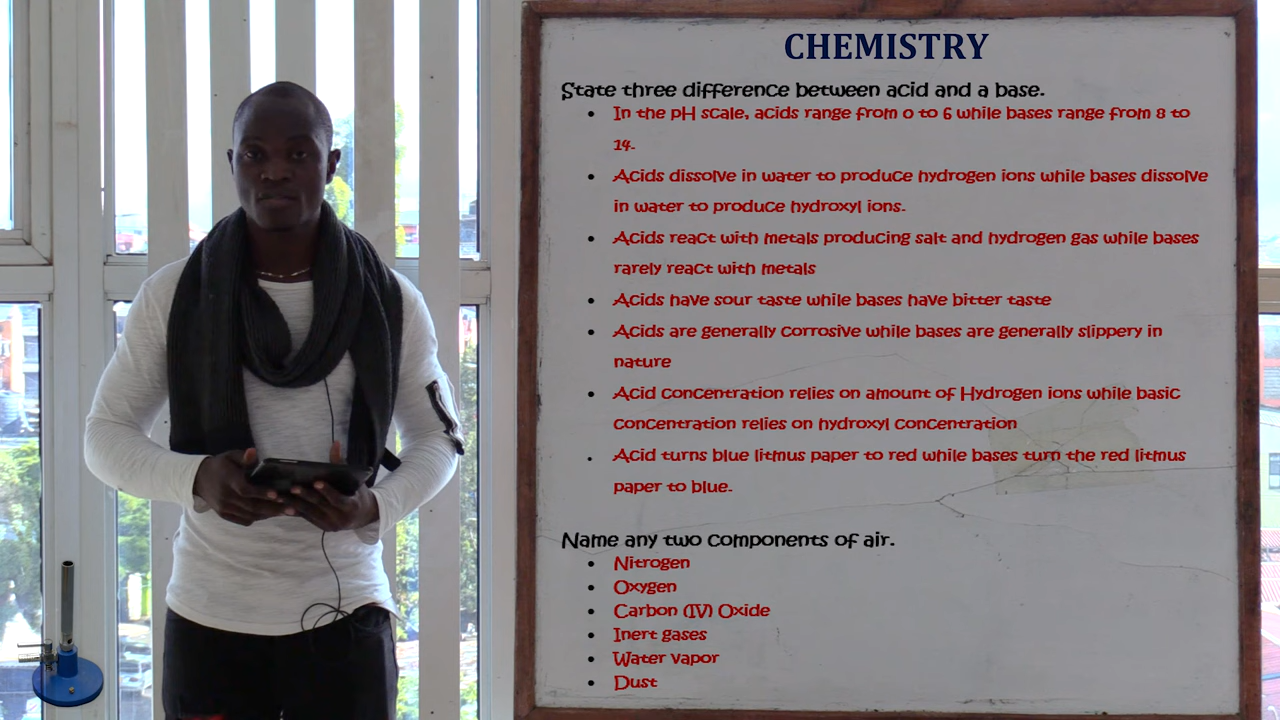 CHEMISTRY
State three difference between acid and a base.
• In the pH scale, acids range from 0 to 6 while bases range from 8 to
14.
• Acids dissolve in water to produce hydrogen ions while bases dissolve
in water to produce hydroxyl ions.
• Acids react with metals producing salt and hydrogen gas while bases
rarely react with metals
• Acids have sour taste while bases have bitter taste
• Acids are generally corrosive while bases are generally slippery in
nature
• Acid concentration relies on amount of Hydrogen ions while basic
concentration relies on hydroxyl concentration
• Acid turns blue litmus paper to red while bases turn the red litmus
paper to blue.
Name any two components of air.
• Nitrogen
• Oxygen
• Carbon (IV) Oxide
• Inert gases
• Water vapor
• Dust